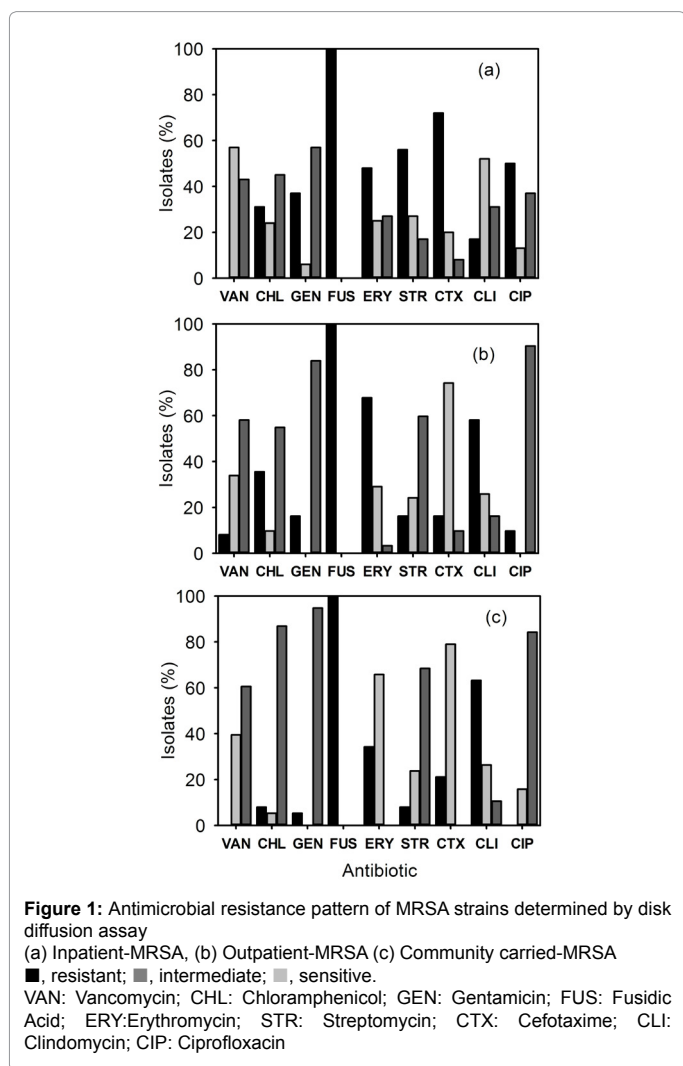 100
80
60
40
20
0
Isolates (%)
(a)
VAN CHL GEN FUS ERY STR CTX CLI CIP
100
80
60
40
20
0
Isolates (%)
(b)
VAN CHL GEN FUS ERY STR CTX CLI CIP
100
80
60
40
20
0
Isolates (%)
(c)
VAN CHL GEN FUS ERY STR CTX CLI CIP
Antibiotic
Figure 1: Antimicrobial resistance pattern of MRSA strains determined by disk
diffusion assay
(a) Inpatient-MRSA, (b) Outpatient-MRSA (c) Community carried-MRSA
■, resistant; ■, intermediate; ■, sensitive.
VAN: Vancomycin; CHL: Chloramphenicol; GEN: Gentamicin; FUS: Fusidic
Acid; ERY:Erythromycin; STR: Streptomycin; CTX: Cefotaxime; CLI:
Clindomycin; CIP: Ciprofloxacin